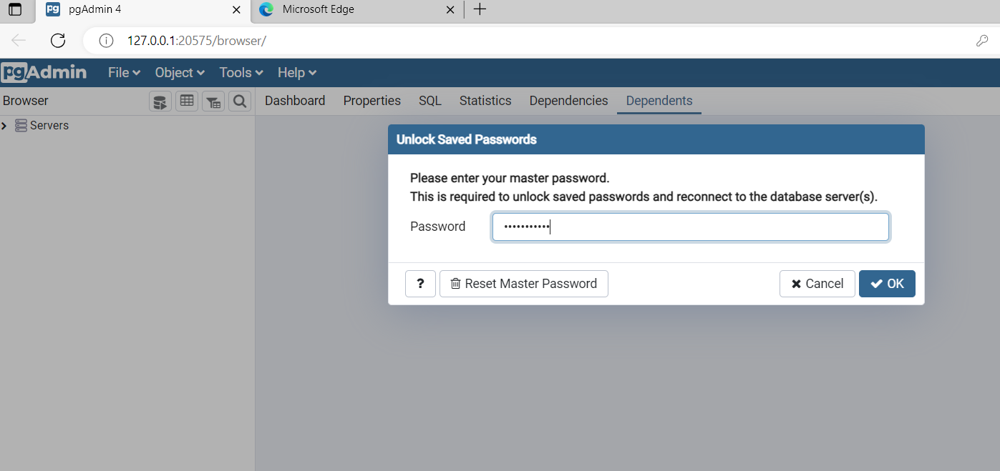 pgAdmin 4
Microsoft Edge
127.0.0.1:20575/browser/
pgAdmin File Object Tools Help
Browser Dashboard Properties SQL Statistics Dependencies Dependents
Servers
Unlock Saved Passwords
Please enter your master password.
This is required to unlock saved passwords and reconnect to the database server(s).
Password •••••••••••
? Reset Master Password Cancel OK